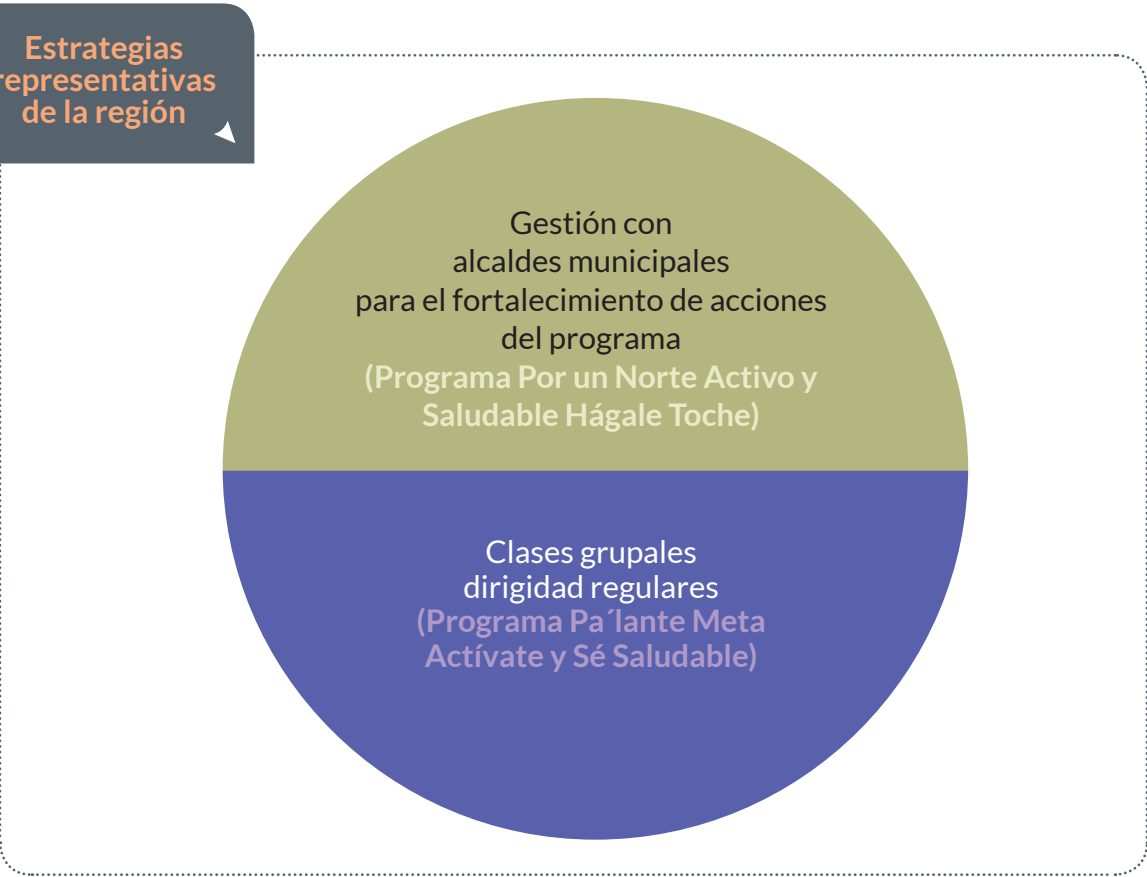 Estrategias
representativas
de la región
Gestión con
alcaldes municipales
para el fortalecimiento de acciones
del programa
(Programa Por un Norte Activo y
Saludable Hágale Toche)
Clases grupales
dirigidad regulares
(Programa Pa´lante Meta
Actívate y Sé Saludable)